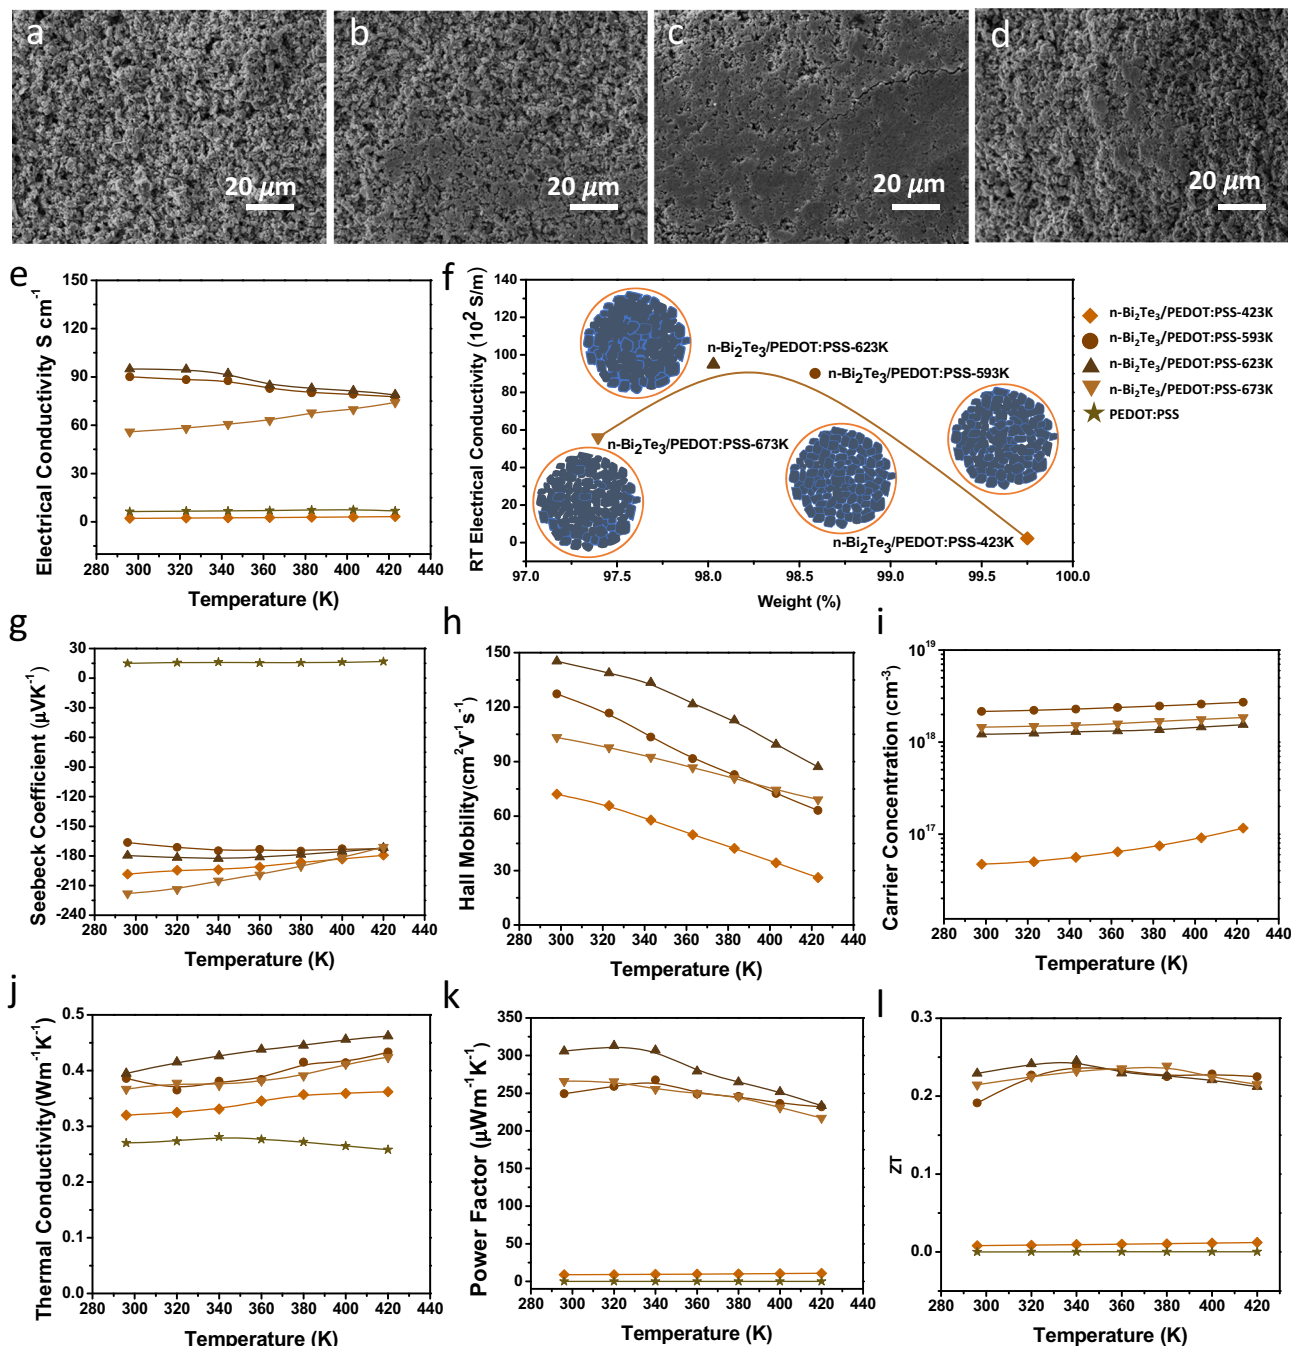 a
b
c
d
20 μm
20 μm
20 μm
20 μm
e
Electrical Conductivity S cm⁻¹
150
120
90
60
30
0
280 300 320 340 360 380 400 420 440
Temperature (K)
f
RT Electrical Conductivity (10² S/m)
140
120
100
80
60
40
20
0
n-Bi₂Te₃/PEDOT:PSS-623K
n-Bi₂Te₃/PEDOT:PSS-593K
n-Bi₂Te₃/PEDOT:PSS-673K
n-Bi₂Te₃/PEDOT:PSS-423K
97.0 97.5 98.0 98.5 99.0 99.5 100.0
Weight (%)
n-Bi₂Te₃/PEDOT:PSS-423K
n-Bi₂Te₃/PEDOT:PSS-593K
n-Bi₂Te₃/PEDOT:PSS-623K
n-Bi₂Te₃/PEDOT:PSS-673K
PEDOT:PSS
g
Seebeck Coefficient (μVK⁻¹)
30
0
-30
-60
-90
-120
-150
-180
-210
-240
280 300 320 340 360 380 400 420 440
Temperature (K)
h
Hall Mobility(cm²V⁻¹s⁻¹)
150
120
90
60
30
0
280 300 320 340 360 380 400 420 440
Temperature (K)
i
Carrier Concentration (cm⁻³)
10¹⁹
10¹⁸
10¹⁷
280 300 320 340 360 380 400 420 440
Temperature (K)
j
Thermal Conductivity(Wm⁻¹K⁻¹)
0.5
0.4
0.3
0.2
0.1
0.0
280 300 320 340 360 380 400 420 440
Temperature (K)
k
Power Factor (μWm⁻¹K⁻¹)
350
300
250
200
150
100
50
0
280 300 320 340 360 380 400 420 440
Temperature (K)
l
ZT
0.3
0.2
0.1
0.0
280 300 320 340 360 380 400 420
Temperature (K)